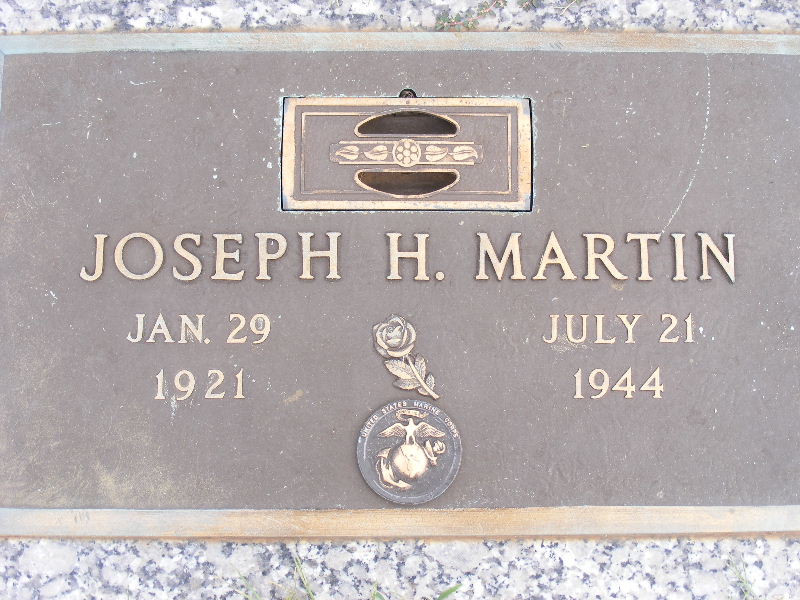 JOSEPH H. MARTIN
JAN. 29
1921
JULY 21
1944
UNITED STATES MARINE CORPS